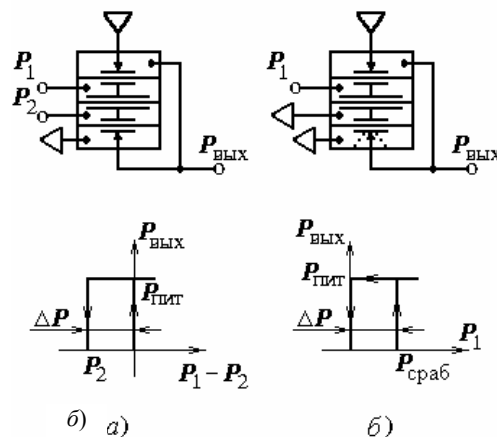 P₁
P₂
Pвых
P₁
Pвых
Pвых
Pпит
ΔP
P₂
P₁ – P₂
Pвых
Pпит
ΔP
P₁
Pсраб
б) а)
б)